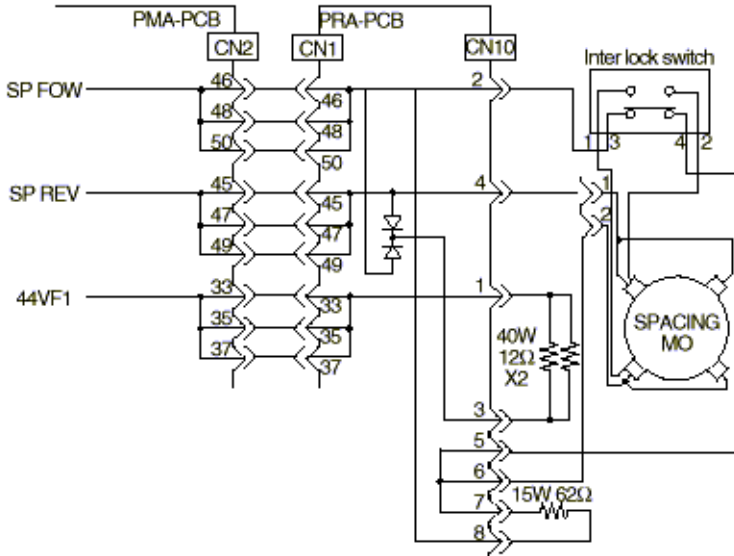 PMA-PCB PRA-PCB
CN2 CN1 CN10
Inter lock switch
SP FOW 46 46 2
48 48
50 50
1 3 4 2
SP REV 45 45 4 1
47 47 2
49 49
44VF1 33 33 1
35 35
37 37
40W
12Ω
X2
SPACING
MO
3
5
6
15W 62Ω
7
8